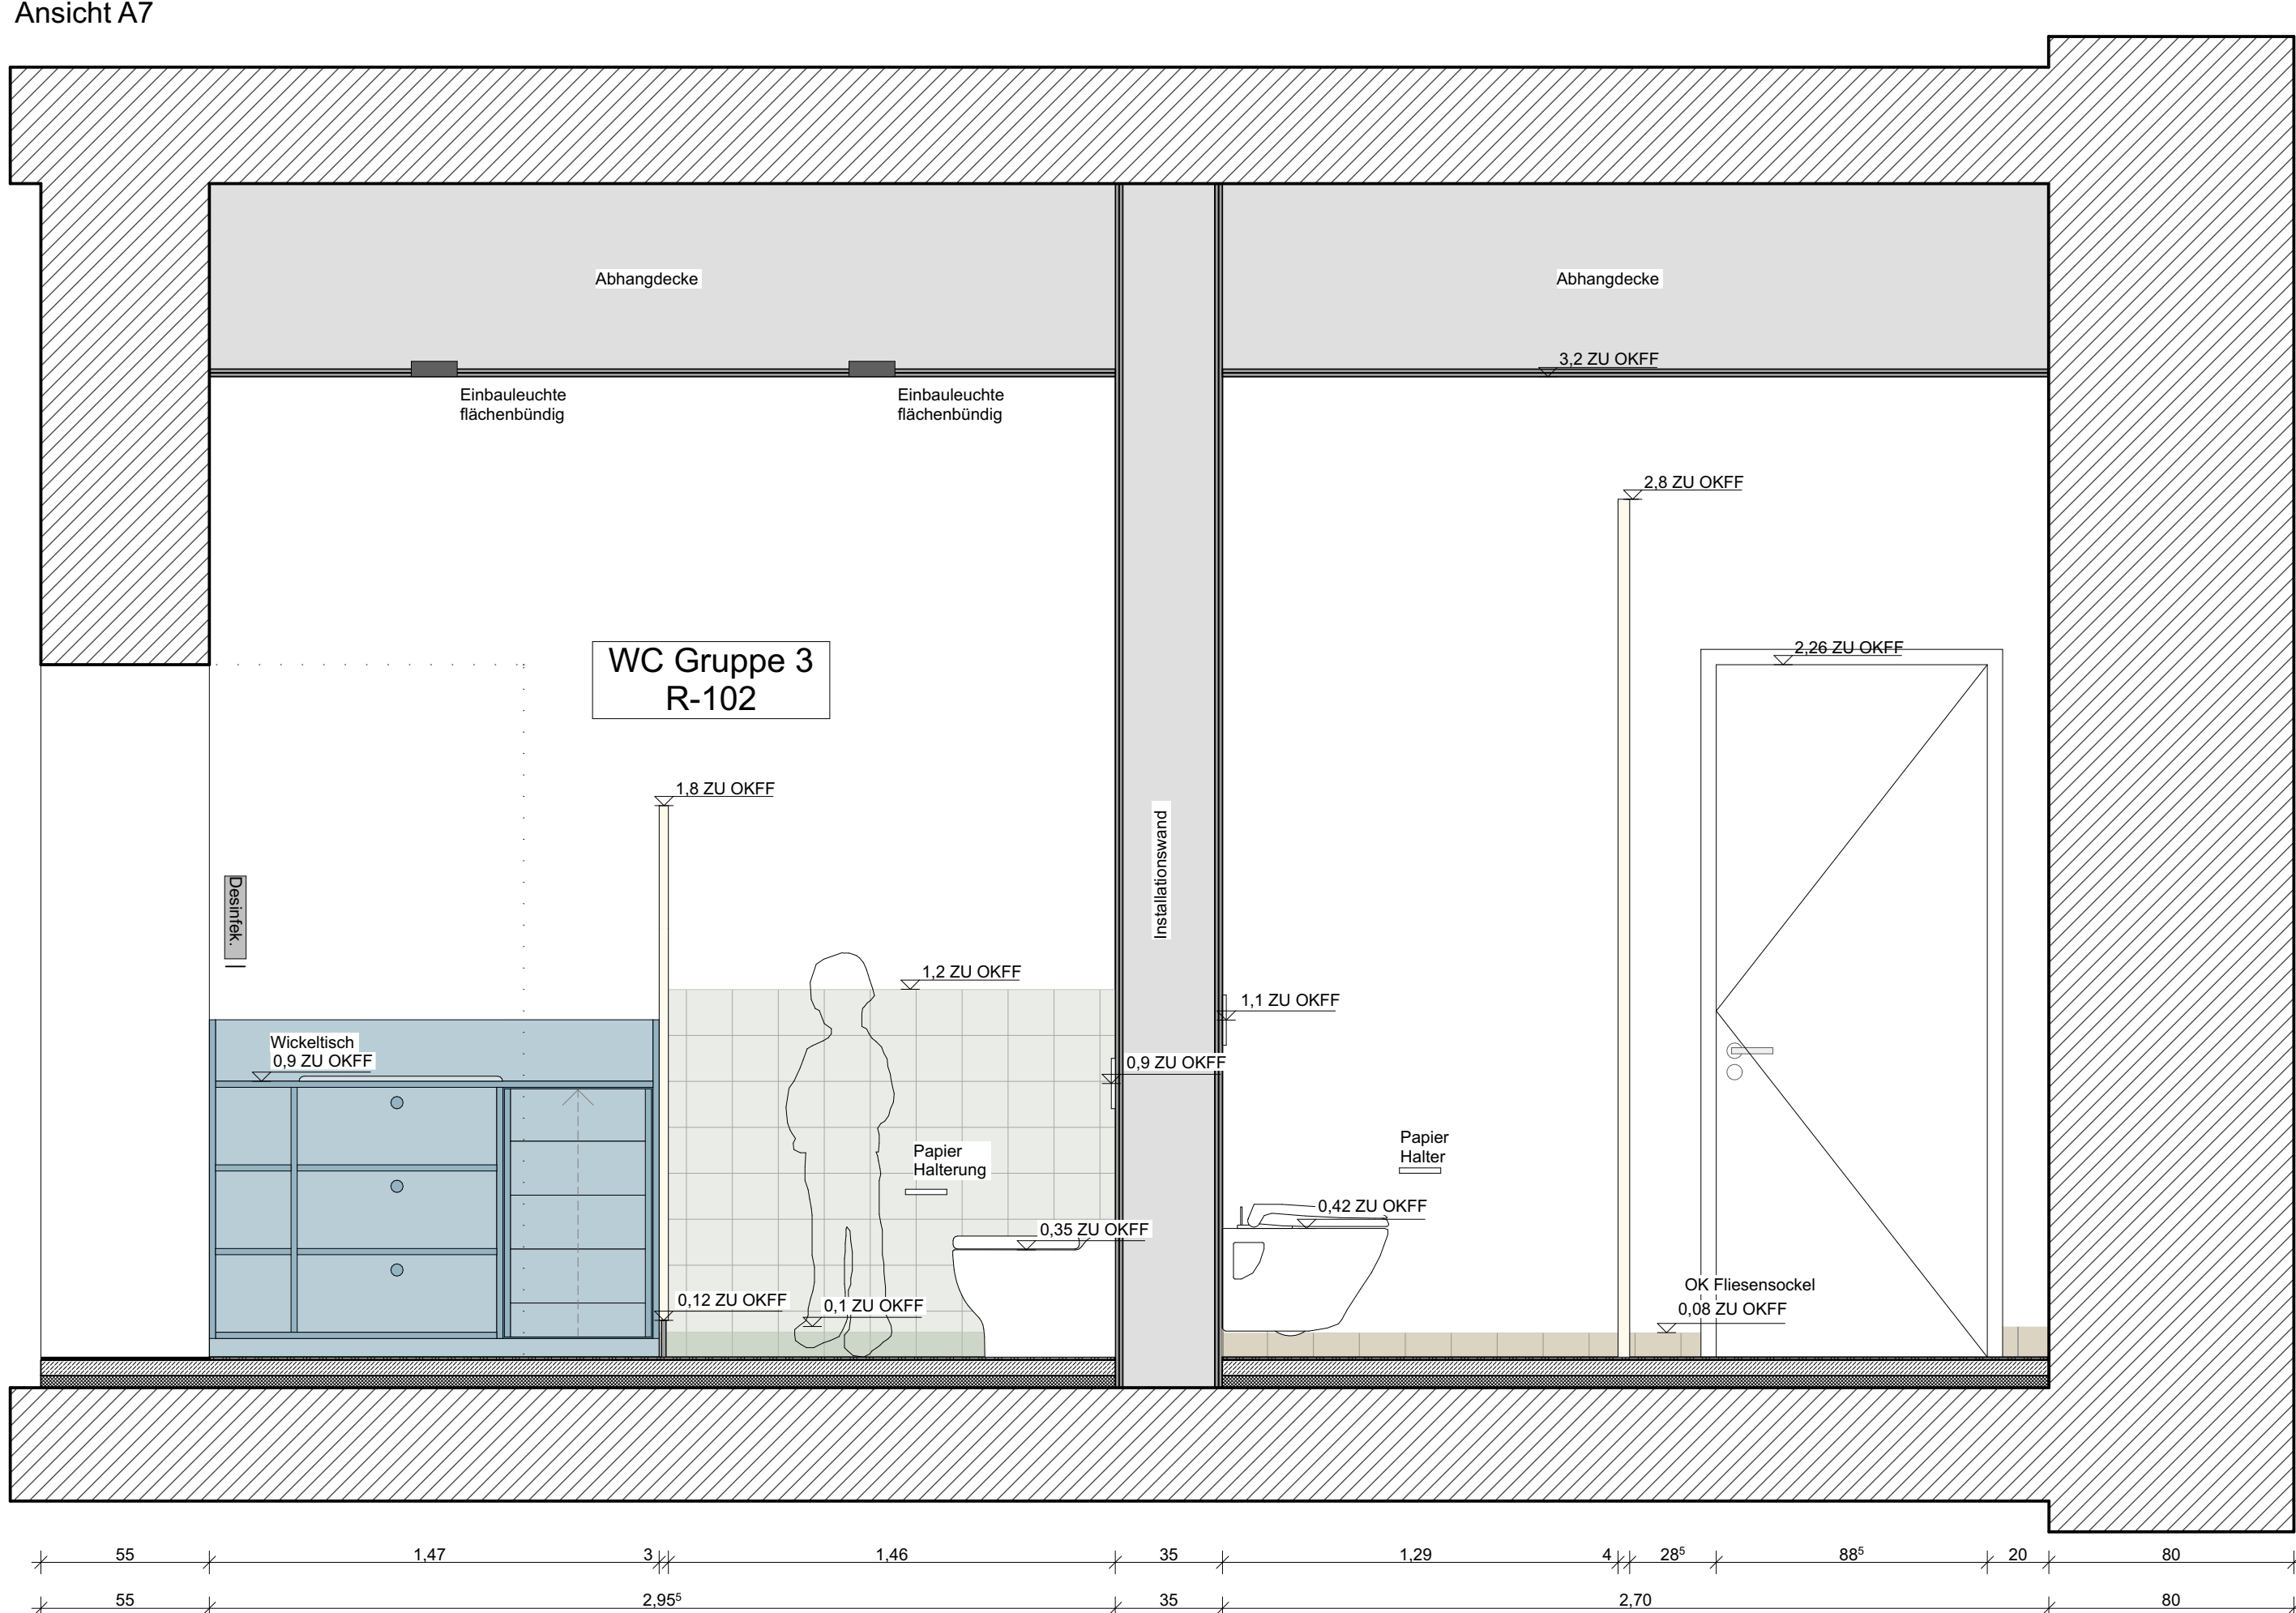 Ansicht A7
Abhangdecke
Abhangdecke
3,2 ZU OKFF
Einbauleuchte
flächenbündig
Einbauleuchte
flächenbündig
2,8 ZU OKFF
2,26 ZU OKFF
WC Gruppe 3
R-102
1,8 ZU OKFF
Installationswand
Desinfek.
1,2 ZU OKFF
1,1 ZU OKFF
Wickeltisch
0,9 ZU OKFF
0,9 ZU OKFF
Papier
Halterung
Papier
Halter
0,42 ZU OKFF
0,35 ZU OKFF
OK Fliesensockel
0,08 ZU OKFF
0,12 ZU OKFF
0,1 ZU OKFF
55 1,47 3 1,46 35 1,29 4 28⁵ 88⁵ 20 80
55 2,95⁵ 35 2,70 80